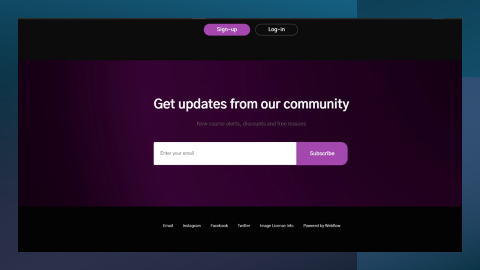 Sign-up
Log-in
Get updates from our community
New course alerts, discounts and free lessons
Enter your email
Subscribe
Email Instagram Facebook Twitter Image License Info Powered by Webflow